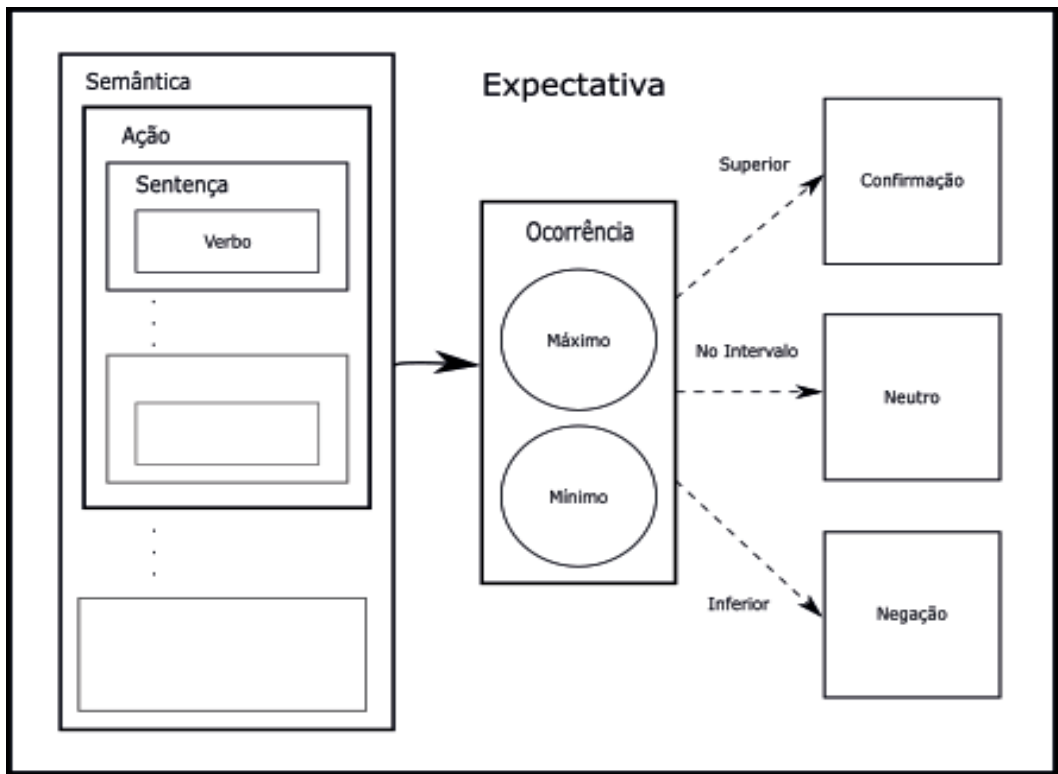 Expectativa
Semântica
Ação
Sentença
Verbo
Ocorrência
Máximo
Mínimo
Superior
No Intervalo
Inferior
Confirmação
Neutro
Negação